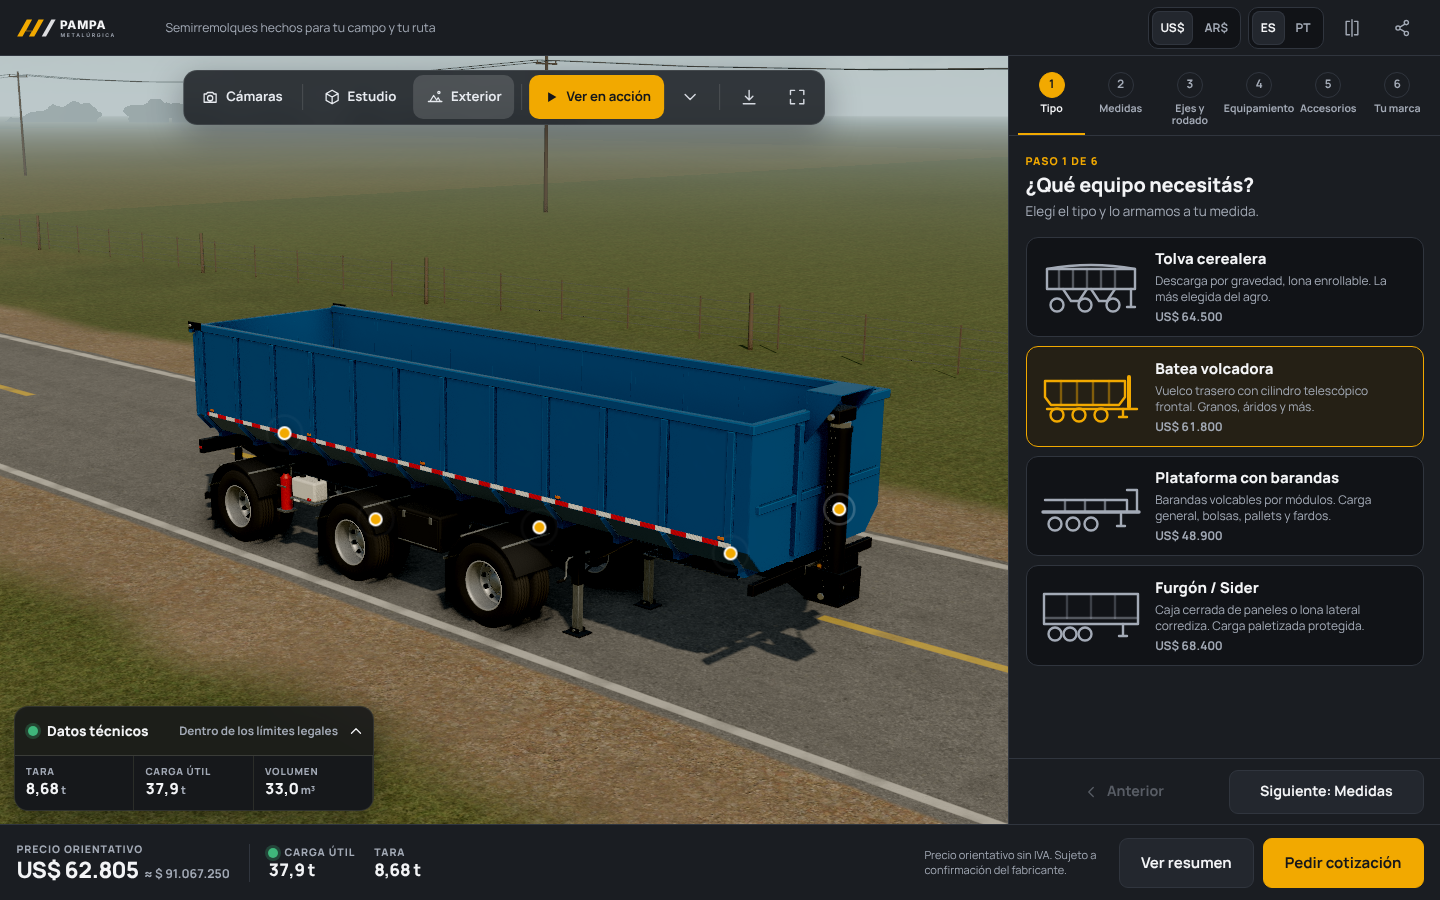 PAMPA
METALÚRGICA
Semirremolques hechos para tu campo y tu ruta
US$ AR$
ES PT
Cámaras
Estudio
Exterior
Ver en acción
1
Tipo
2
Medidas
3
Ejes y
rodado
4
Equipamiento
5
Accesorios
6
Tu marca
PASO 1 DE 6
¿Qué equipo necesitás?
Elegí el tipo y lo armamos a tu medida.
Tolva cerealera
Descarga por gravedad, lona enrollable. La
más elegida del agro.
US$ 64.500
Batea volcadora
Vuelco trasero con cilindro telescópico
frontal. Granos, áridos y más.
US$ 61.800
Plataforma con barandas
Barandas volcables por módulos. Carga
general, bolsas, pallets y fardos.
US$ 48.900
Furgón / Sider
Caja cerrada de paneles o lona lateral
corrediza. Carga paletizada protegida.
US$ 68.400
Anterior
Siguiente: Medidas
Datos técnicos
Dentro de los límites legales
TARA
8,68 t
CARGA ÚTIL
37,9 t
VOLUMEN
33,0 m³
PRECIO ORIENTATIVO
US$ 62.805 ≈ $ 91.067.250
CARGA ÚTIL
37,9 t
TARA
8,68 t
Precio orientativo sin IVA. Sujeto a
confirmación del fabricante.
Ver resumen
Pedir cotización